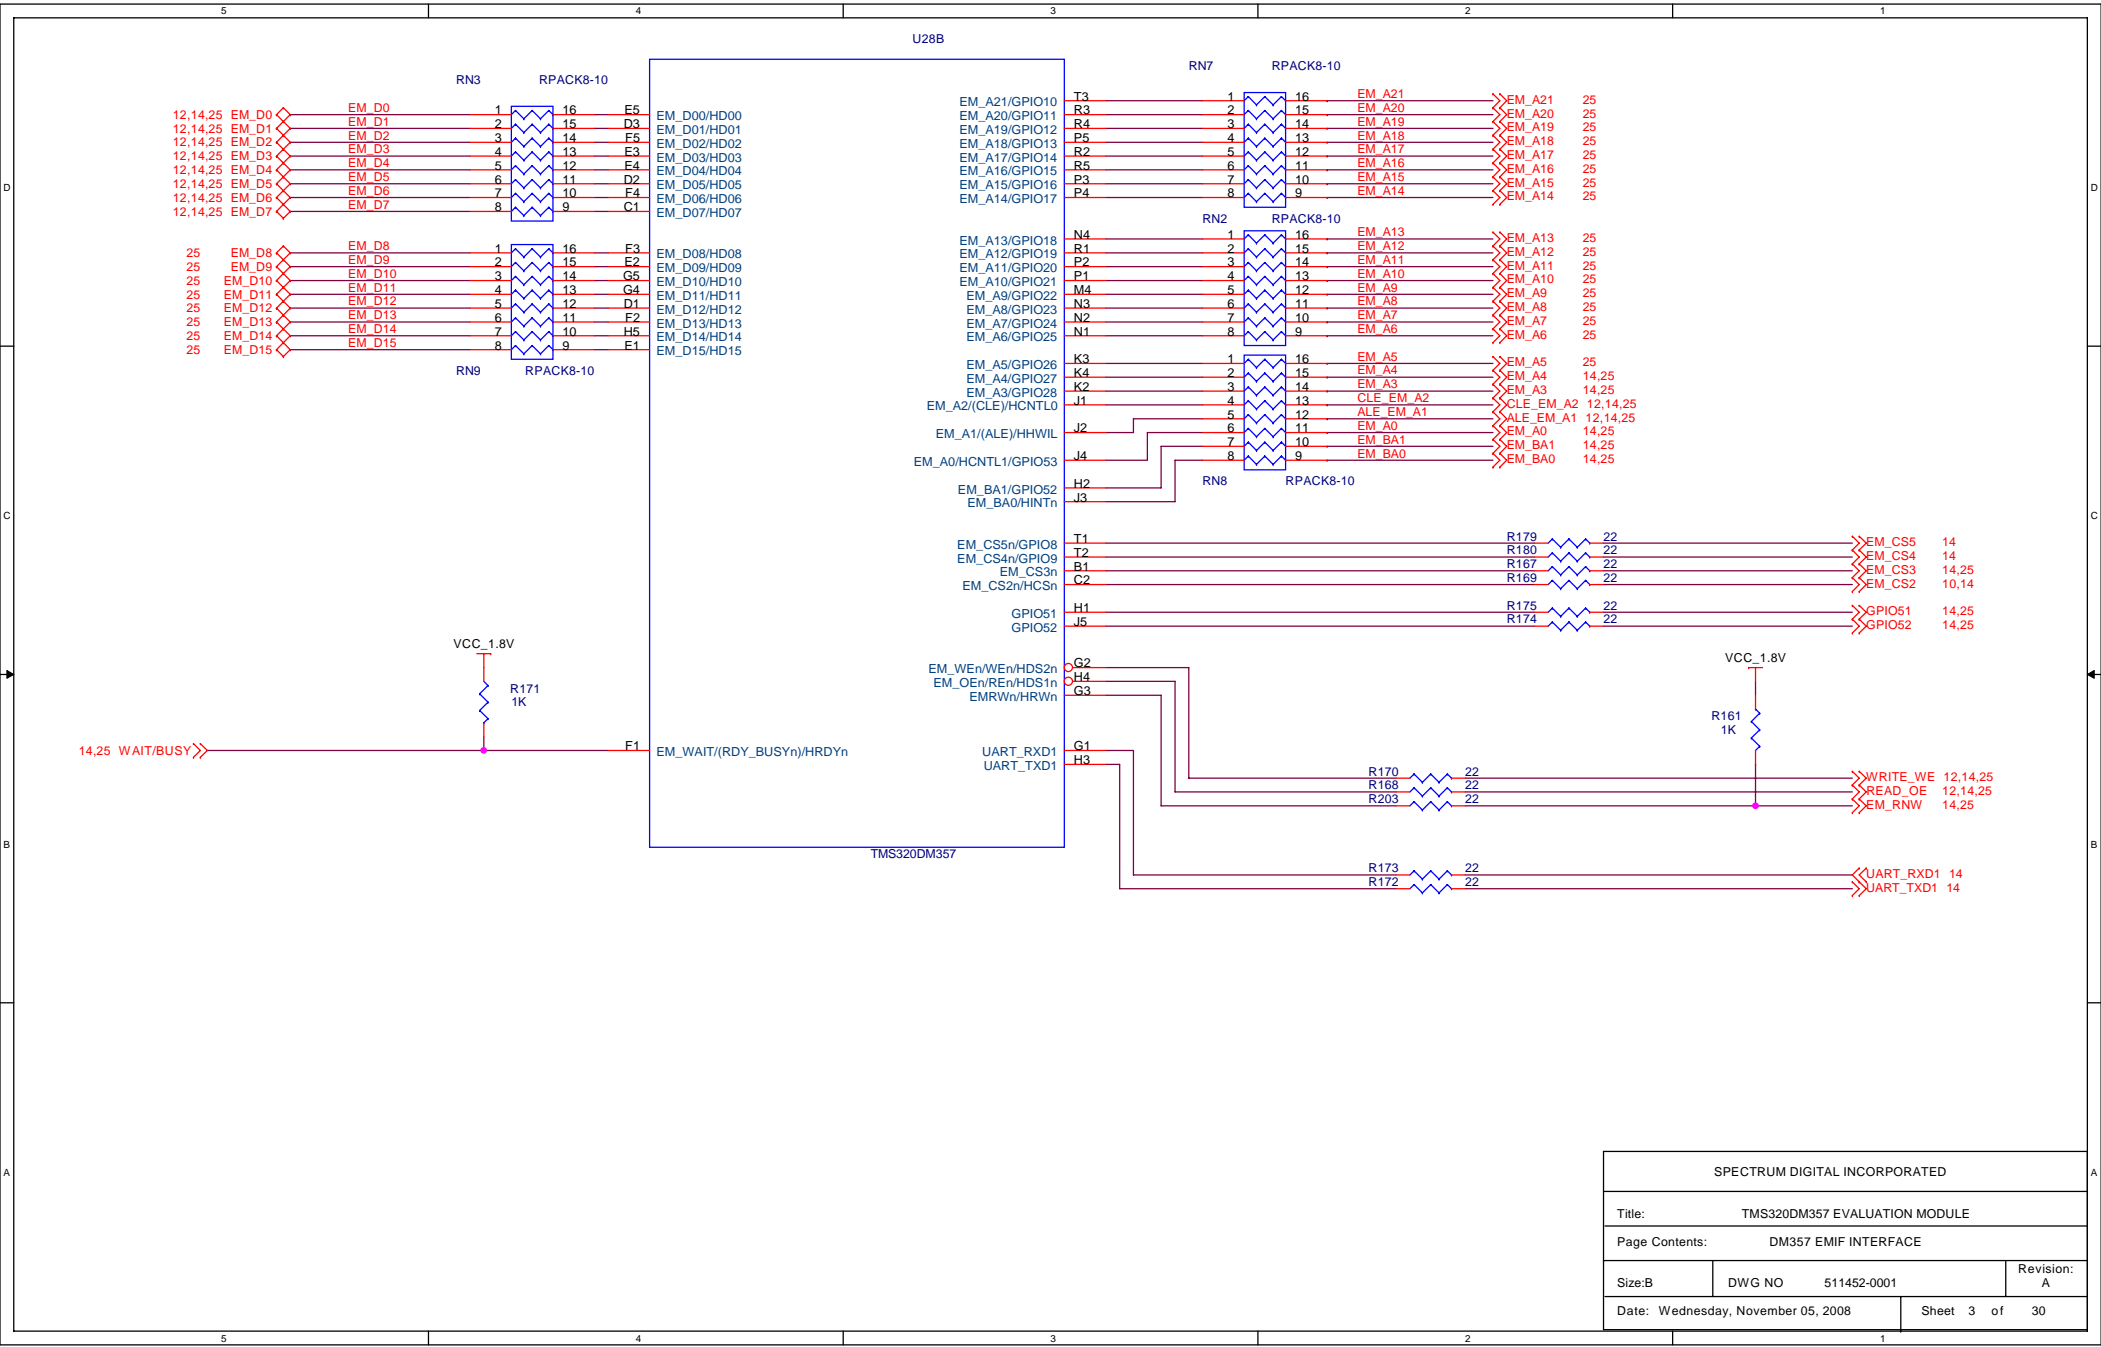 5 4 3 2 1
U28B
RN3 RPACK8-10
12,14,25 EM_D0 EM_D0 1 16 E5 EM_D00/HD00
12,14,25 EM_D1 EM_D1 2 15 D3 EM_D01/HD01
12,14,25 EM_D2 EM_D2 3 14 F5 EM_D02/HD02
12,14,25 EM_D3 EM_D3 4 13 E3 EM_D03/HD03
12,14,25 EM_D4 EM_D4 5 12 E4 EM_D04/HD04
12,14,25 EM_D5 EM_D5 6 11 D2 EM_D05/HD05
12,14,25 EM_D6 EM_D6 7 10 F4 EM_D06/HD06
12,14,25 EM_D7 EM_D7 8 9 C1 EM_D07/HD07
25 EM_D8 EM_D8 1 16 F3 EM_D08/HD08
25 EM_D9 EM_D9 2 15 E2 EM_D09/HD09
25 EM_D10 EM_D10 3 14 G5 EM_D10/HD10
25 EM_D11 EM_D11 4 13 G4 EM_D11/HD11
25 EM_D12 EM_D12 5 12 D1 EM_D12/HD12
25 EM_D13 EM_D13 6 11 F2 EM_D13/HD13
25 EM_D14 EM_D14 7 10 H5 EM_D14/HD14
25 EM_D15 EM_D15 8 9 E1 EM_D15/HD15
RN9 RPACK8-10
VCC_1.8V
R171
1K
14,25 WAIT/BUSY F1 EM_WAIT/(RDY_BUSYn)/HRDYn
RN7 RPACK8-10
EM_A21/GPIO10 T3 1 16 EM_A21 EM_A21 25
EM_A20/GPIO11 R3 2 15 EM_A20 EM_A20 25
EM_A19/GPIO12 R4 3 14 EM_A19 EM_A19 25
EM_A18/GPIO13 P5 4 13 EM_A18 EM_A18 25
EM_A17/GPIO14 R2 5 12 EM_A17 EM_A17 25
EM_A16/GPIO15 R5 6 11 EM_A16 EM_A16 25
EM_A15/GPIO16 P3 7 10 EM_A15 EM_A15 25
EM_A14/GPIO17 P4 8 9 EM_A14 EM_A14 25
RN2 RPACK8-10
EM_A13/GPIO18 N4 1 16 EM_A13 EM_A13 25
EM_A12/GPIO19 R1 2 15 EM_A12 EM_A12 25
EM_A11/GPIO20 P2 3 14 EM_A11 EM_A11 25
EM_A10/GPIO21 P1 4 13 EM_A10 EM_A10 25
EM_A9/GPIO22 M4 5 12 EM_A9 EM_A9 25
EM_A8/GPIO23 N3 6 11 EM_A8 EM_A8 25
EM_A7/GPIO24 N2 7 10 EM_A7 EM_A7 25
EM_A6/GPIO25 N1 8 9 EM_A6 EM_A6 25
EM_A5/GPIO26 K3 1 16 EM_A5 EM_A5 25
EM_A4/GPIO27 K4 2 15 EM_A4 EM_A4 14,25
EM_A3/GPIO28 K2 3 14 EM_A3 EM_A3 14,25
EM_A2/(CLE)/HCNTL0 J1 4 13 CLE_EM_A2 CLE_EM_A2 12,14,25
EM_A1/(ALE)/HHWIL J2 5 12 ALE_EM_A1 ALE_EM_A1 12,14,25
EM_A0/HCNTL1/GPIO53 J4 6 11 EM_A0 EM_A0 14,25
EM_BA1/GPIO52 H2 7 10 EM_BA1 EM_BA1 14,25
EM_BA0/HINTn J3 8 9 EM_BA0 EM_BA0 14,25
RN8 RPACK8-10
EM_CS5n/GPIO8 T1 R179 22 EM_CS5 14
EM_CS4n/GPIO9 T2 R180 22 EM_CS4 14
EM_CS3n B1 R167 22 EM_CS3 14,25
EM_CS2n/HCSn C2 R169 22 EM_CS2 10,14
GPIO51 H1 R175 22 GPIO51 14,25
GPIO52 J5 R174 22 GPIO52 14,25
VCC_1.8V
R161
1K
EM_WEn/WEn/HDS2n G2 R170 22 WRITE_WE 12,14,25
EM_OEn/REn/HDS1n H4 R168 22 READ_OE 12,14,25
EMRWn/HRWn G3 R203 22 EM_RNW 14,25
UART_RXD1 G1 R173 22 UART_RXD1 14
UART_TXD1 H3 R172 22 UART_TXD1 14
TMS320DM357
D D
C C
B B
A A
SPECTRUM DIGITAL INCORPORATED
Title: TMS320DM357 EVALUATION MODULE
Page Contents: DM357 EMIF INTERFACE
Size:B DWG NO 511452-0001 Revision: A
Date: Wednesday, November 05, 2008 Sheet 3 of 30
5 4 3 2 1